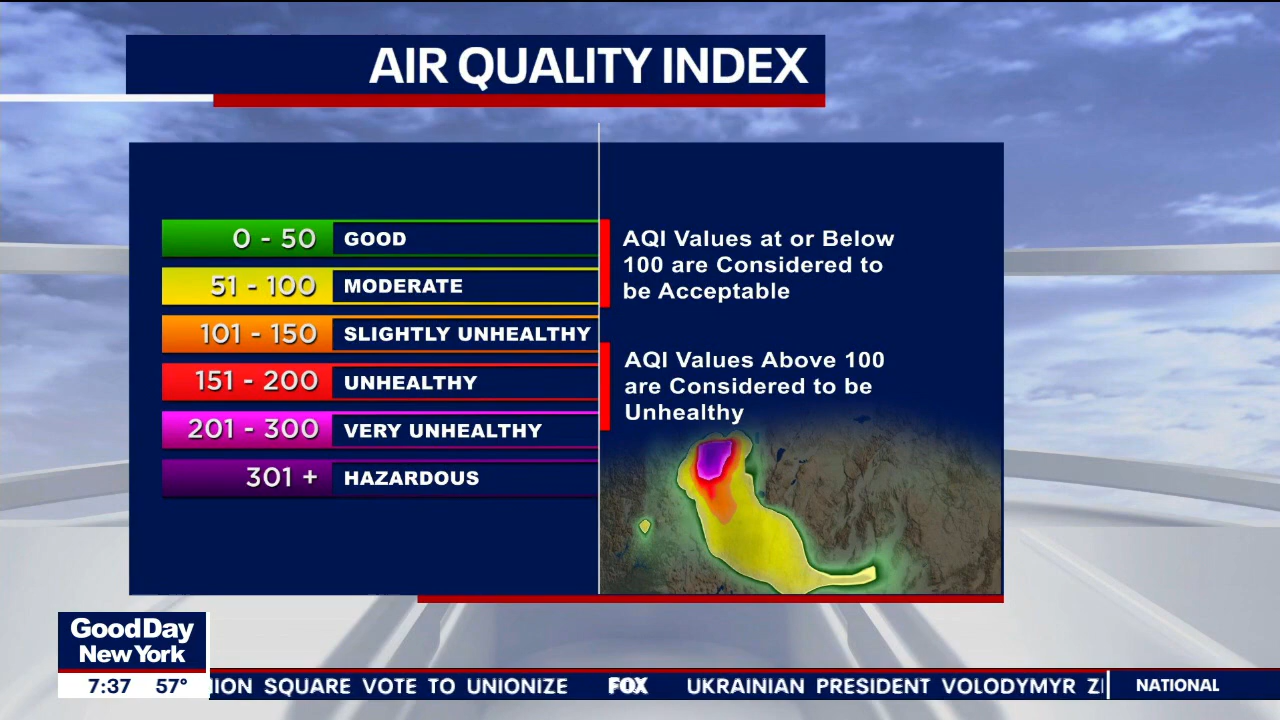 AIR QUALITY INDEX
0 - 50 GOOD
51 - 100 MODERATE
101 - 150 SLIGHTLY UNHEALTHY
151 - 200 UNHEALTHY
201 - 300 VERY UNHEALTHY
301 + HAZARDOUS
AQI Values at or Below
100 are Considered to
be Acceptable
AQI Values Above 100
are Considered to be
Unhealthy
GoodDay
New York
7:37 57°
SQUARE VOTE TO UNIONIZE FOX UKRAINIAN PRESIDENT VOLODYMYR
NATIONAL